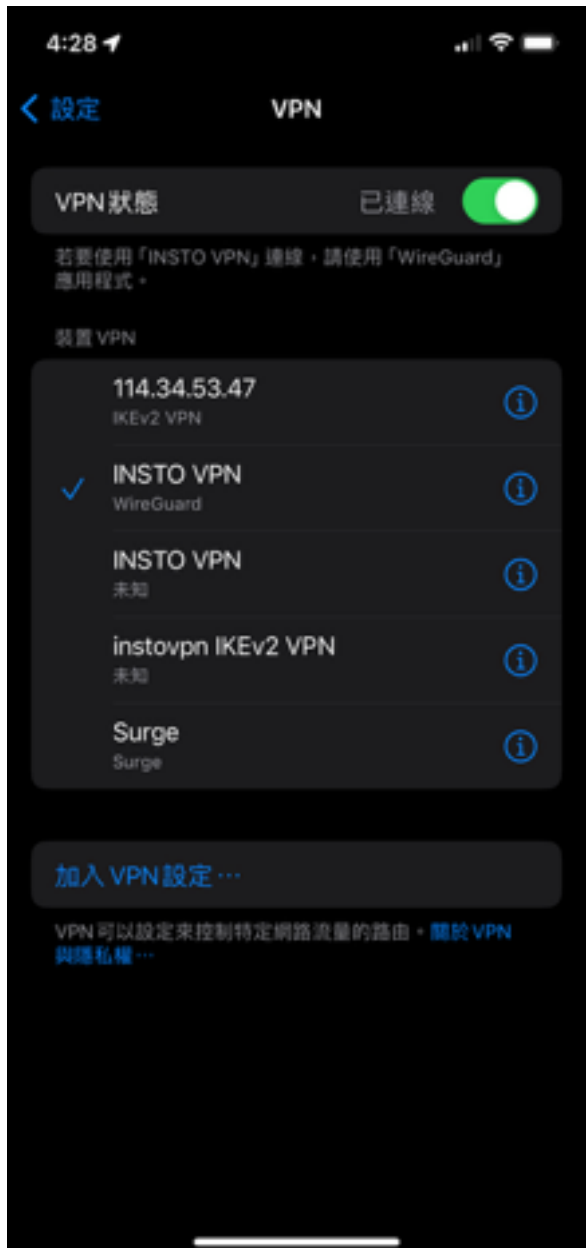 4:28
設定
VPN
VPN 狀態
已連線
若要使用「INSTO VPN」連線，請使用「WireGuard」
應用程式。
裝置 VPN
114.34.53.47
IKEv2 VPN
INSTO VPN
WireGuard
INSTO VPN
未知
instovpn IKEv2 VPN
未知
Surge
Surge
加入 VPN 設定⋯
VPN 可以設定來控制特定網路流量的路由。關於 VPN
與隱私權⋯